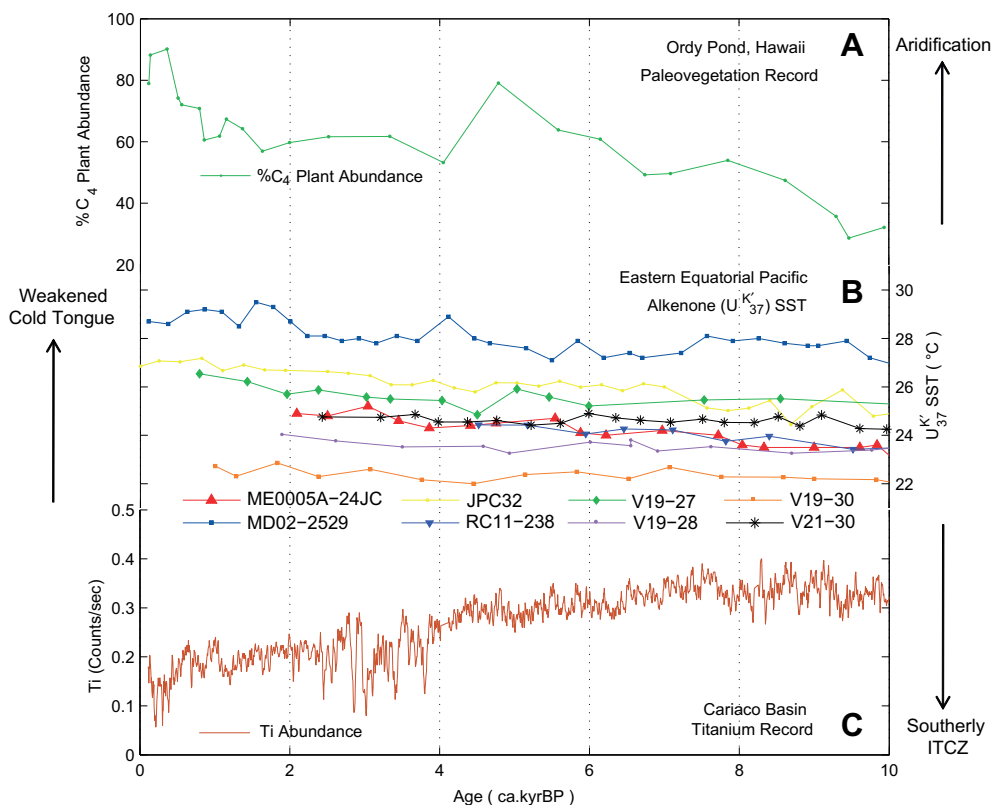 A
Ordy Pond, Hawaii
Paleovegetation Record
Aridification
100
80
60
40
20
%C4 Plant Abundance
%C4 Plant Abundance
Weakened
Cold Tongue
B
Eastern Equatorial Pacific
Alkenone (U K′ 37) SST
30
28
26
24
22
U K′ 37 SST (°C)
ME0005A−24JC
JPC32
V19−27
V19−30
MD02−2529
RC11−238
V19−28
V21−30
0.5
0.4
0.3
0.2
0.1
0
Ti (Counts/sec)
Ti Abundance
Cariaco Basin
Titanium Record
C
Southerly
ITCZ
0
2
4
6
8
10
Age ( ca.kyrBP )